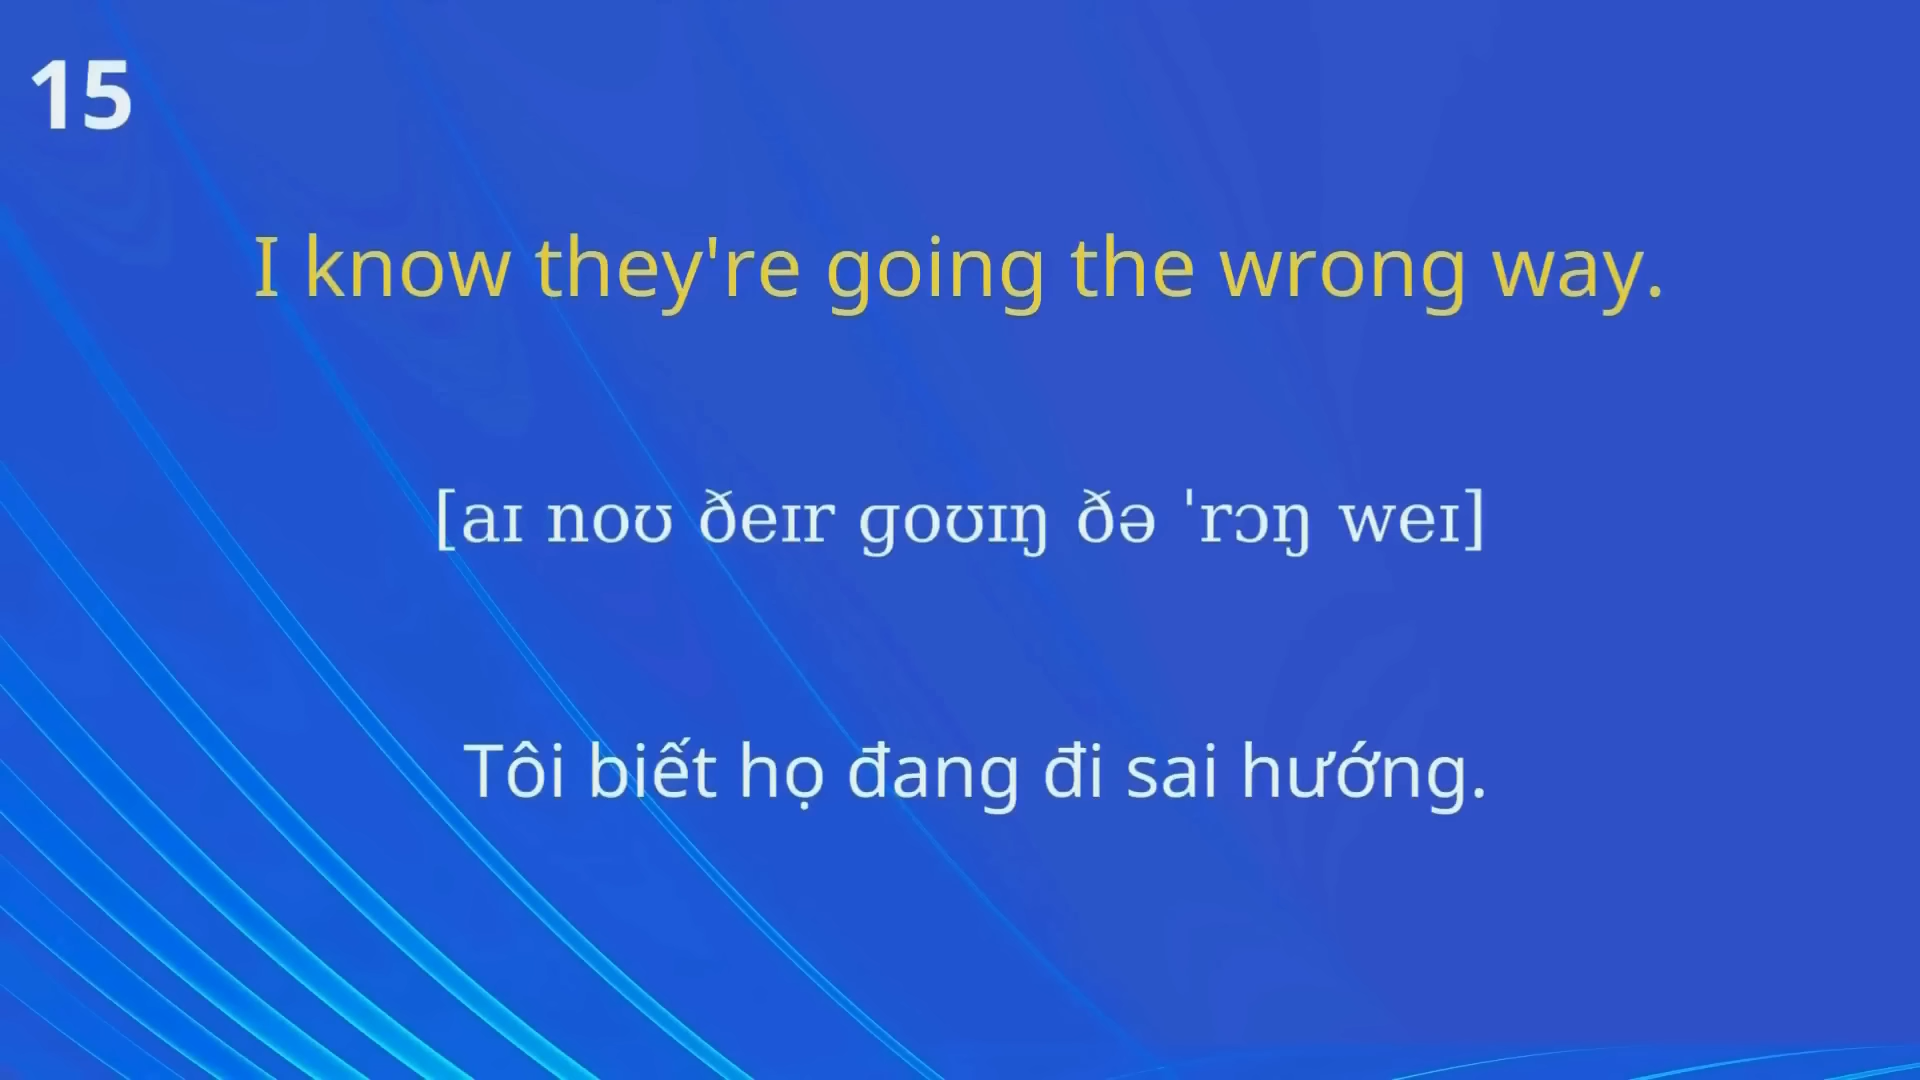 15
I know they're going the wrong way.
[aɪ noʊ ðeɪr ɡoʊɪŋ ðə ˈrɔŋ weɪ]
Tôi biết họ đang đi sai hướng.